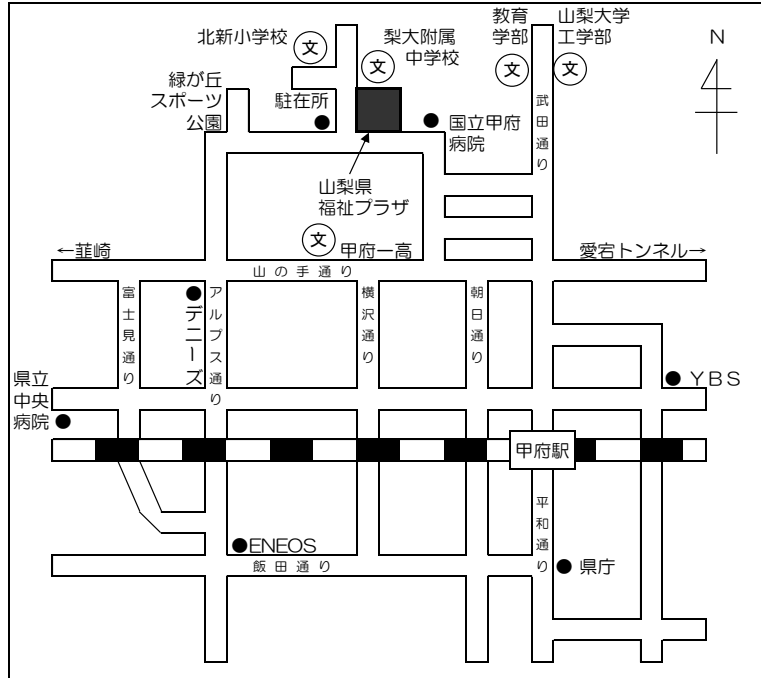 北新小学校
文
梨大附属
中学校
文
教育
学部
文
山梨大学
工学部
文
N
緑が丘
スポーツ
公園
駐在所
国立甲府
病院
武田通り
山梨県
福祉プラザ
文
甲府一高
←韮崎
愛宕トンネル→
山の手通り
富士見通り
デニーズ
アルプス通り
横沢通り
朝日通り
県立
中央
病院
YBS
甲府駅
平和通り
ENEOS
飯田通り
県庁